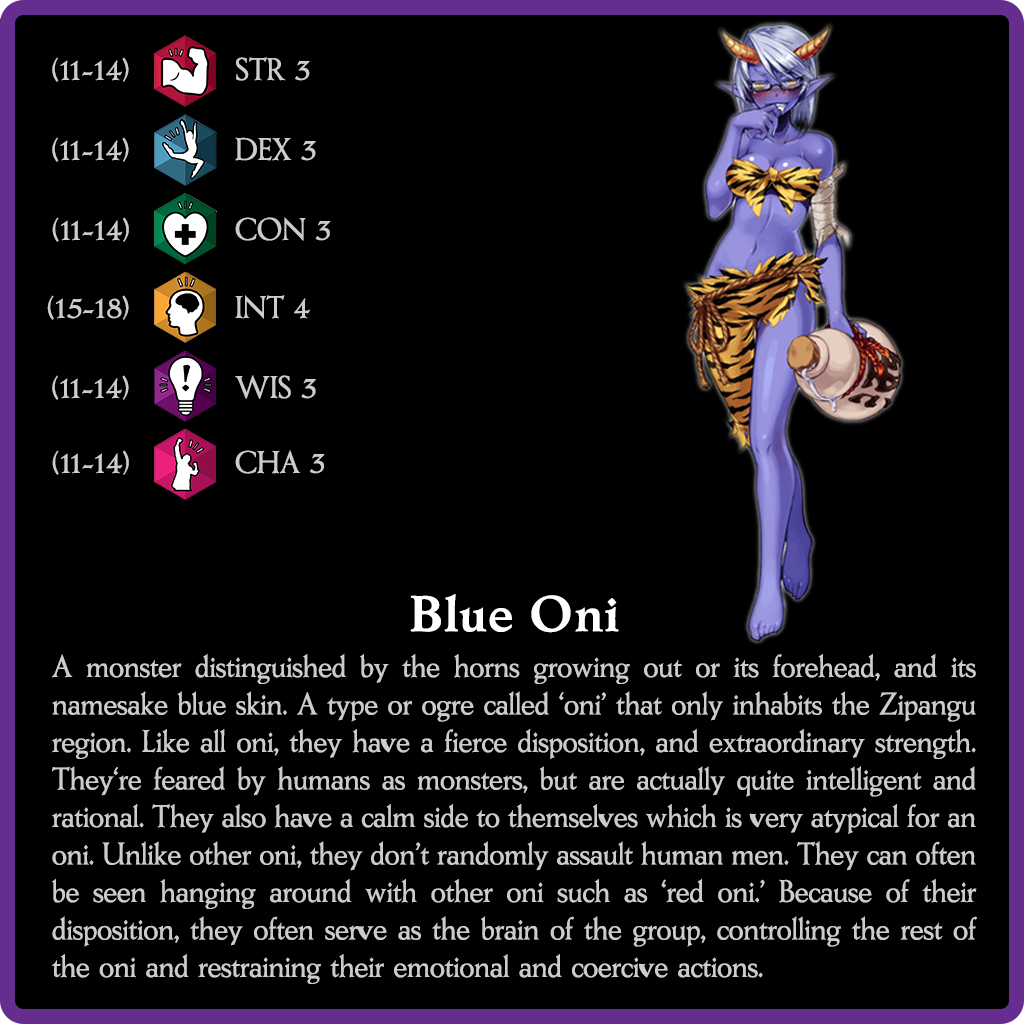 (11-14) STR 3
(11-14) DEX 3
(11-14) CON 3
(15-18) INT 4
(11-14) WIS 3
(11-14) CHA 3
Blue Oni
A monster distinguished by the horns growing out or its forehead, and its
namesake blue skin. A type or ogre called ‘oni’ that only inhabits the Zipangu
region. Like all oni, they have a fierce disposition, and extraordinary strength.
They‘re feared by humans as monsters, but are actually quite intelligent and
rational. They also have a calm side to themselves which is very atypical for an
oni. Unlike other oni, they don’t randomly assault human men. They can often
be seen hanging around with other oni such as ‘red oni.’ Because of their
disposition, they often serve as the brain of the group, controlling the rest of
the oni and restraining their emotional and coercive actions.